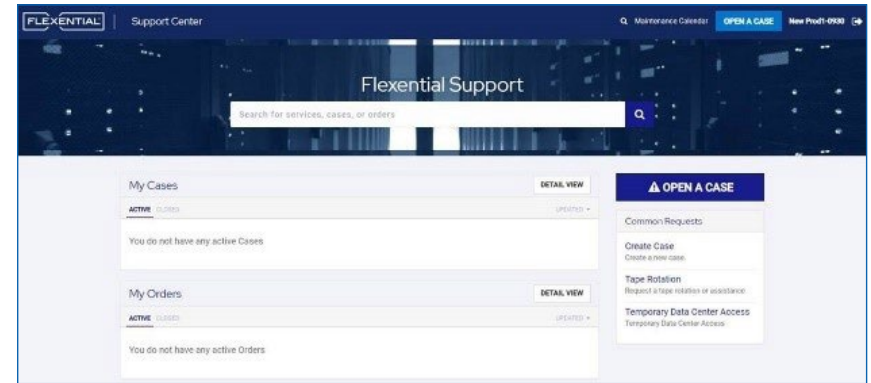 FLEXENTIAL Support Center Maintenance Calendar OPEN A CASE New Prod1-0930
Flexential Support
Search for services, cases, or orders
My Cases DETAIL VIEW
ACTIVE CLOSED UPDATED
You do not have any active Cases
My Orders DETAIL VIEW
ACTIVE CLOSED UPDATED
You do not have any active Orders
OPEN A CASE
Common Requests
Create Case
Create a new case.
Tape Rotation
Request a tape rotation or assistance
Temporary Data Center Access
Temporary Data Center Access